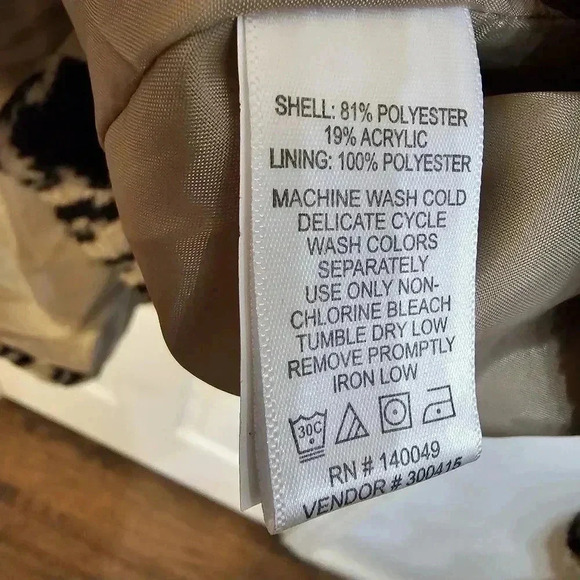 SHELL: 81% POLYESTER
19% ACRYLIC
LINING: 100% POLYESTER
MACHINE WASH COLD
DELICATE CYCLE
WASH COLORS
SEPARATELY
USE ONLY NON-
CHLORINE BLEACH
TUMBLE DRY LOW
REMOVE PROMPTLY
IRON LOW
30C
RN # 140049
VENDOR # 300415